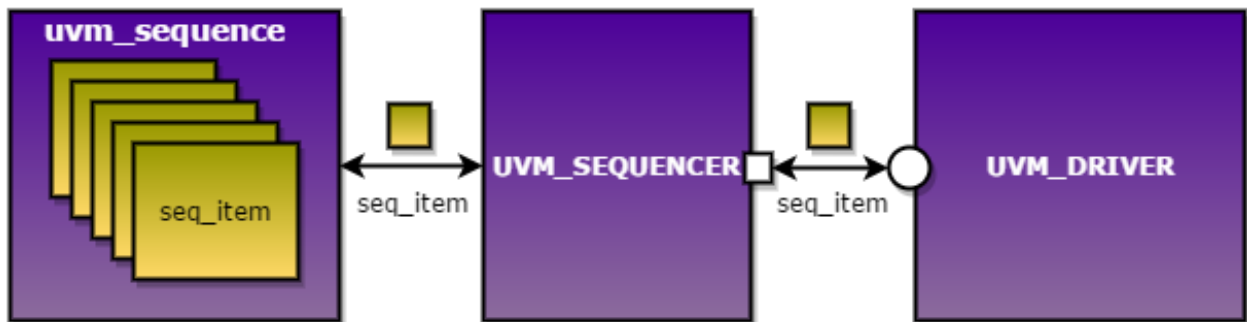 uvm_sequence
seq_item
seq_item
UVM_SEQUENCER
seq_item
UVM_DRIVER